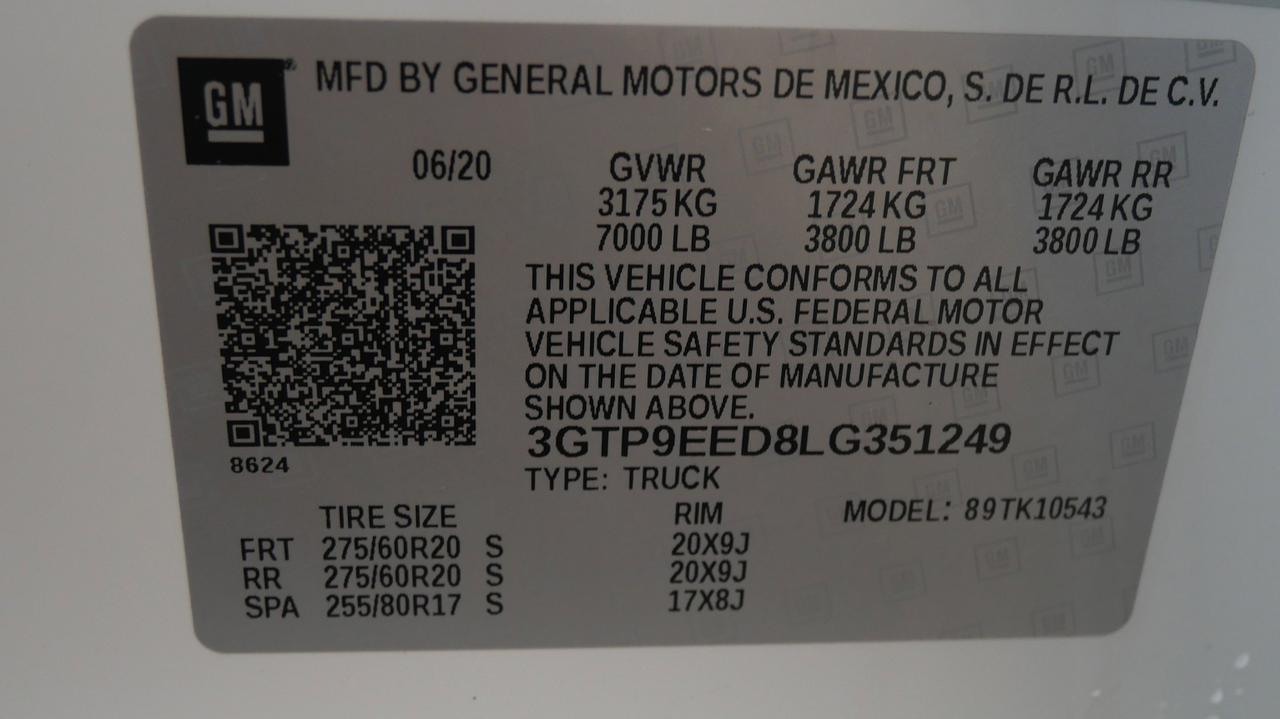 GM MFD BY GENERAL MOTORS DE MEXICO, S. DE R.L. DE C.V.
06/20 GVWR GAWR FRT GAWR RR
3175 KG 1724 KG 1724 KG
7000 LB 3800 LB 3800 LB
THIS VEHICLE CONFORMS TO ALL
APPLICABLE U.S. FEDERAL MOTOR
VEHICLE SAFETY STANDARDS IN EFFECT
ON THE DATE OF MANUFACTURE
SHOWN ABOVE.
3GTP9EED8LG351249
8624
TYPE: TRUCK
TIRE SIZE RIM MODEL: 89TK10543
FRT 275/60R20 S 20X9J
RR 275/60R20 S 20X9J
SPA 255/80R17 S 17X8J